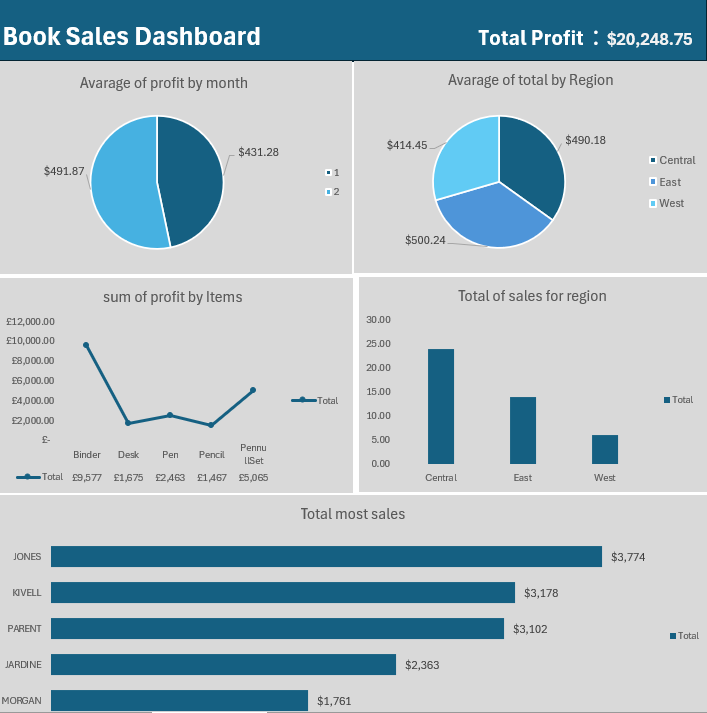 Book Sales Dashboard
Total Profit : $20,248.75
Avarage of profit by month
$491.87
$431.28
1
2
Avarage of total by Region
$414.45
$490.18
$500.24
Central
East
West
sum of profit by Items
£12,000.00
£10,000.00
£8,000.00
£6,000.00
£4,000.00
£2,000.00
£-
Total
Binder Desk Pen Pencil Pennu
llSet
Total £9,577 £1,675 £2,463 £1,467 £5,065
Total of sales for region
30.00
25.00
20.00
15.00
10.00
5.00
0.00
Central East West
Total
Total most sales
JONES $3,774
KIVELL $3,178
PARENT $3,102
Total
JARDINE $2,363
MORGAN $1,761